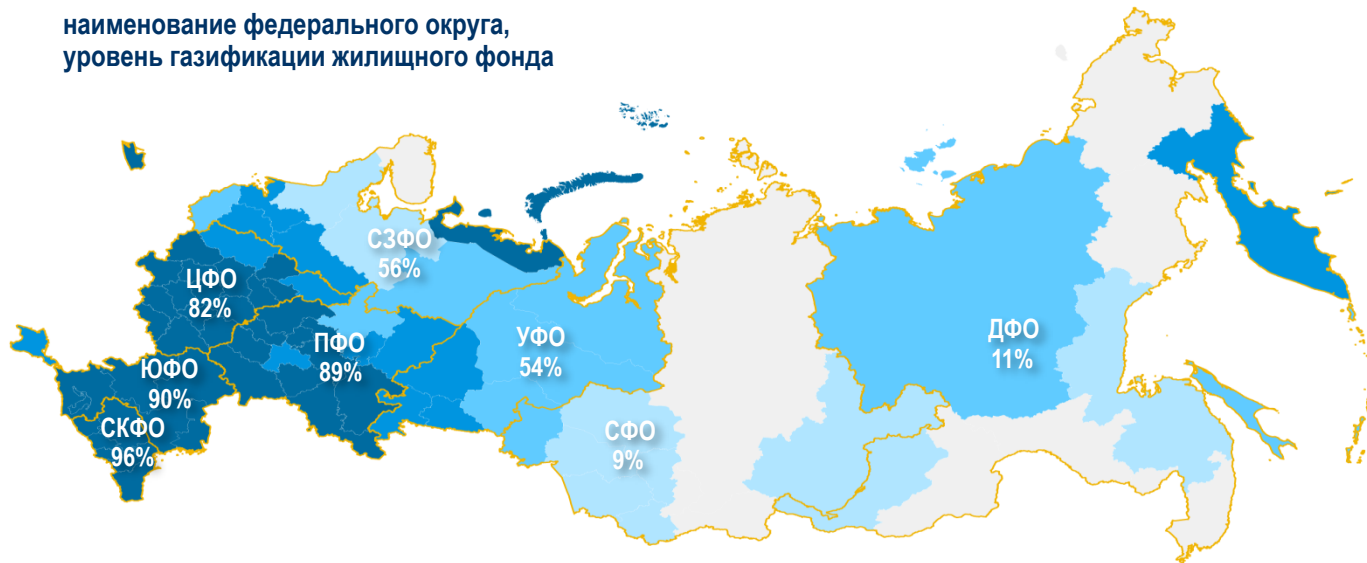 наименование федерального округа,
уровень газификации жилищного фонда
СЗФО
56%
ЦФО
82%
ПФО
89%
УФО
54%
ДФО
11%
ЮФО
90%
СКФО
96%
СФО
9%